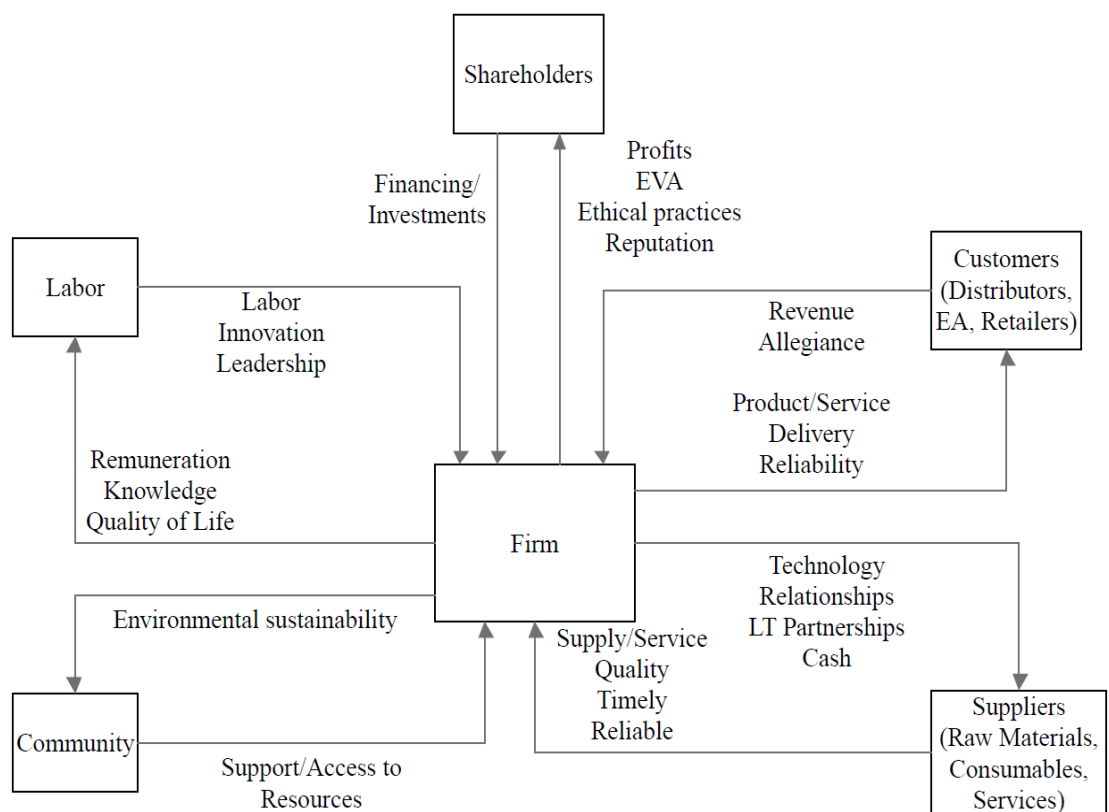 Shareholders
Financing/
Investments
Profits
EVA
Ethical practices
Reputation
Labor
Labor
Innovation
Leadership
Customers
(Distributors,
EA, Retailers)
Revenue
Allegiance
Product/Service
Delivery
Reliability
Remuneration
Knowledge
Quality of Life
Firm
Environmental sustainability
Technology
Relationships
LT Partnerships
Cash
Supply/Service
Quality
Timely
Reliable
Community
Support/Access to
Resources
Suppliers
(Raw Materials,
Consumables,
Services)